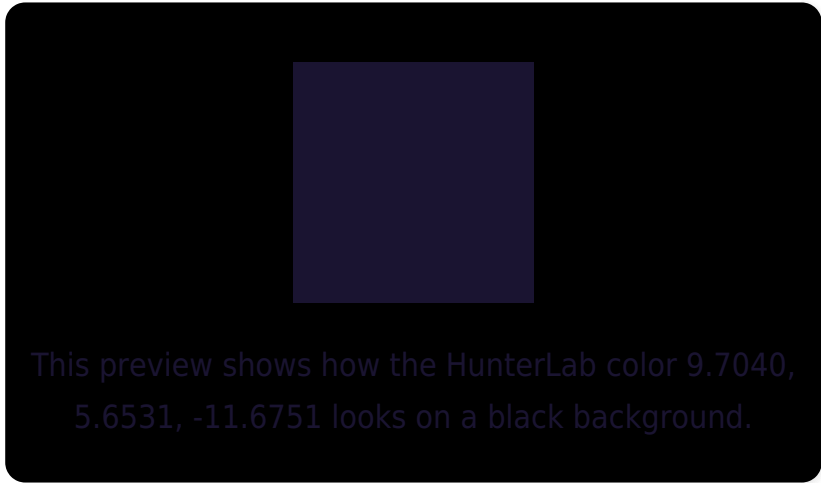 This preview shows how the HunterLab color 9.7040,
5.6531, -11.6751 looks on a black background.